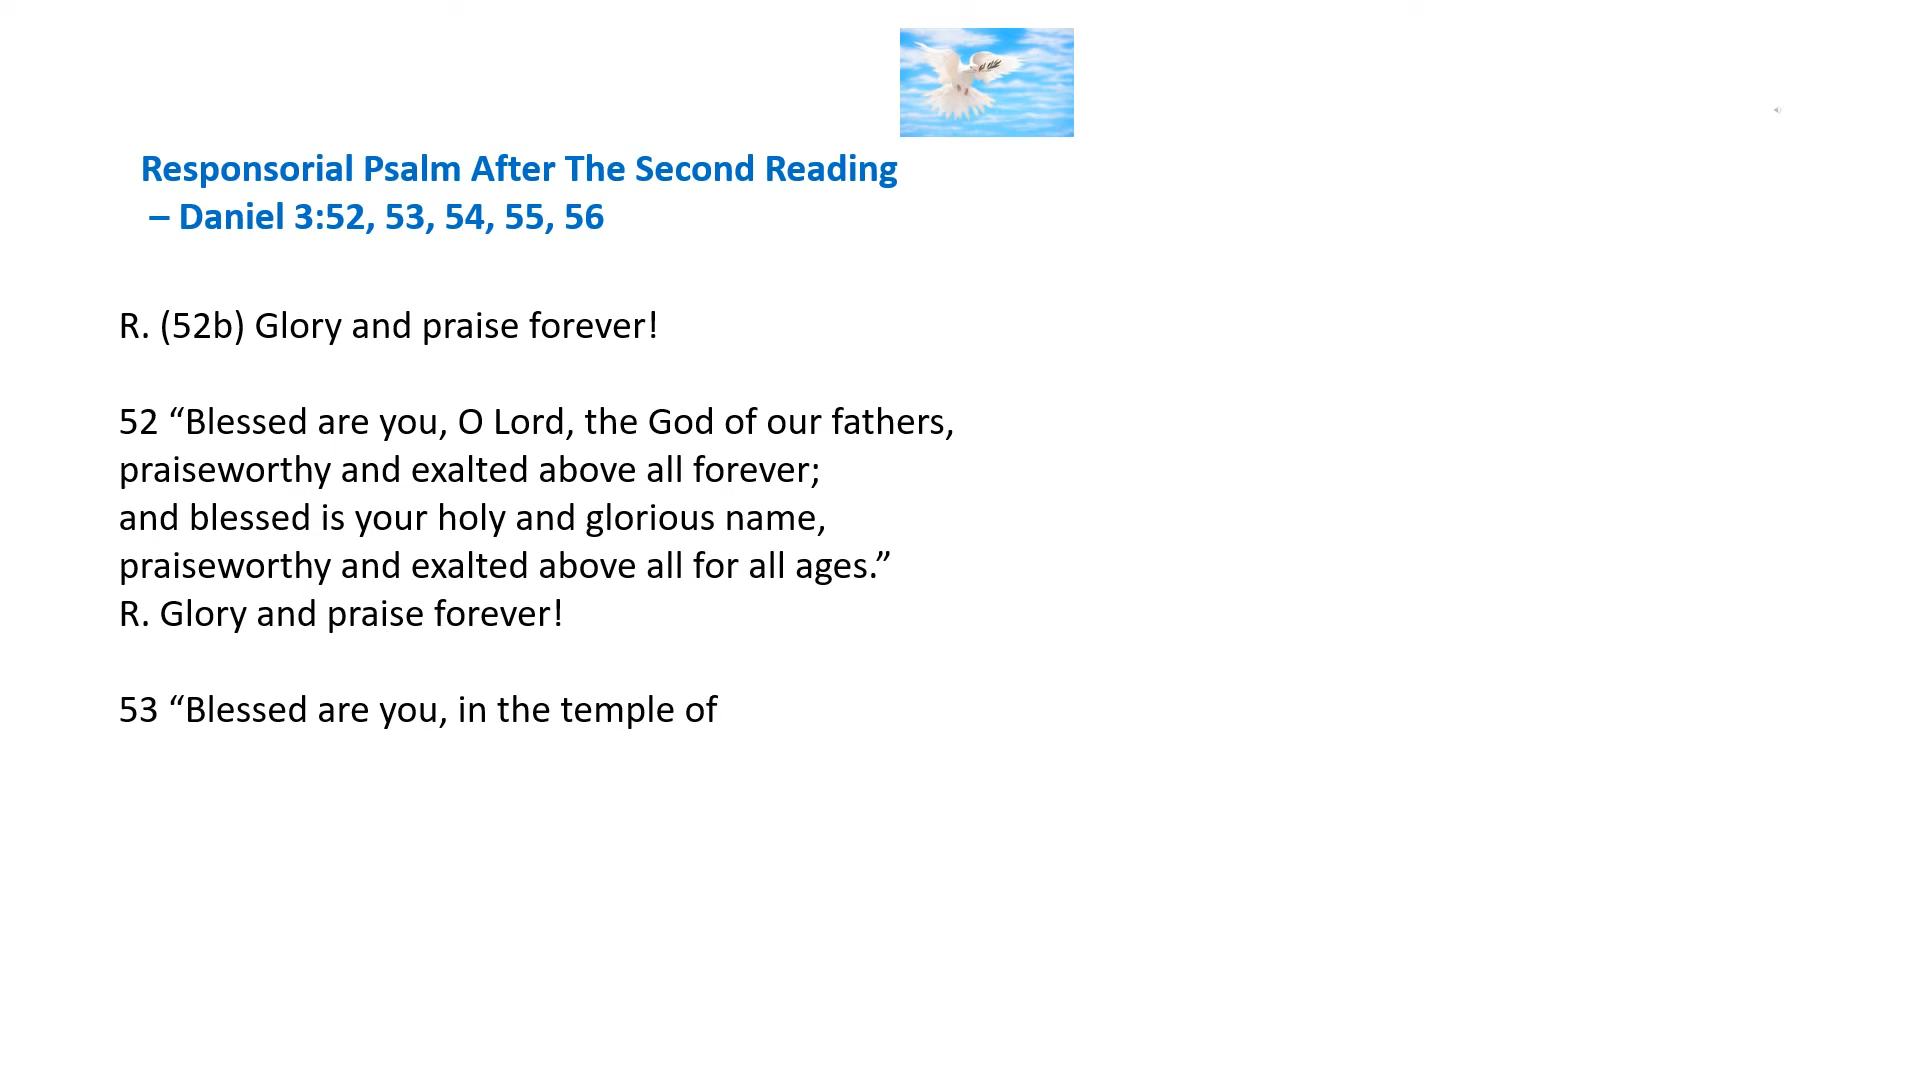 Responsorial Psalm After The Second Reading
– Daniel 3:52, 53, 54, 55, 56
R. (52b) Glory and praise forever!
52 “Blessed are you, O Lord, the God of our fathers,
praiseworthy and exalted above all forever;
and blessed is your holy and glorious name,
praiseworthy and exalted above all for all ages.”
R. Glory and praise forever!
53 “Blessed are you, in the temple of